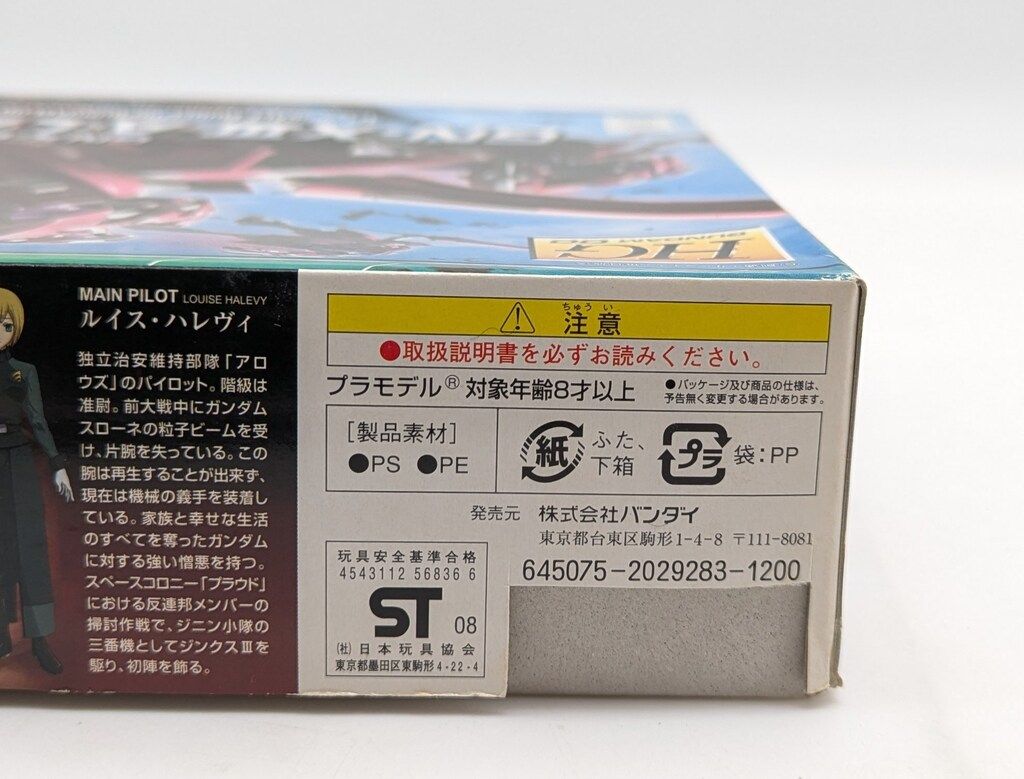 HG
MAIN PILOT LOUISE HALEVY
ルイス・ハレヴィ
独立治安維持部隊「アロ
ウズ」のパイロット。階級は
准尉。前大戦中にガンダム
スローネの粒子ビームを受
け、片腕を失っている。この
腕は再生することが出来ず、
現在は機械の義手を装着し
ている。家族と幸せな生活
のすべてを奪ったガンダム
に対する強い憎悪を持つ。
スペースコロニー「プラウド」
における反連邦メンバーの
掃討作戦で、ジニン小隊の
三番機としてジンクスⅢを
駆り、初陣を飾る。
ちゅうい
注意
●取扱説明書を必ずお読みください。
プラモデル® 対象年齢8才以上
●パッケージ及び商品の仕様は、
予告無く変更する場合があります。
[製品素材]
●PS ●PE
紙 ふた、
下箱
プラ 袋:PP
発売元 株式会社バンダイ
東京都台東区駒形1-4-8 〒111-8081
645075-2029283-1200
玩具安全基準合格
4543112 56836 6
ST 08
(社)日本玩具協会
東京都墨田区東駒形4-22-4